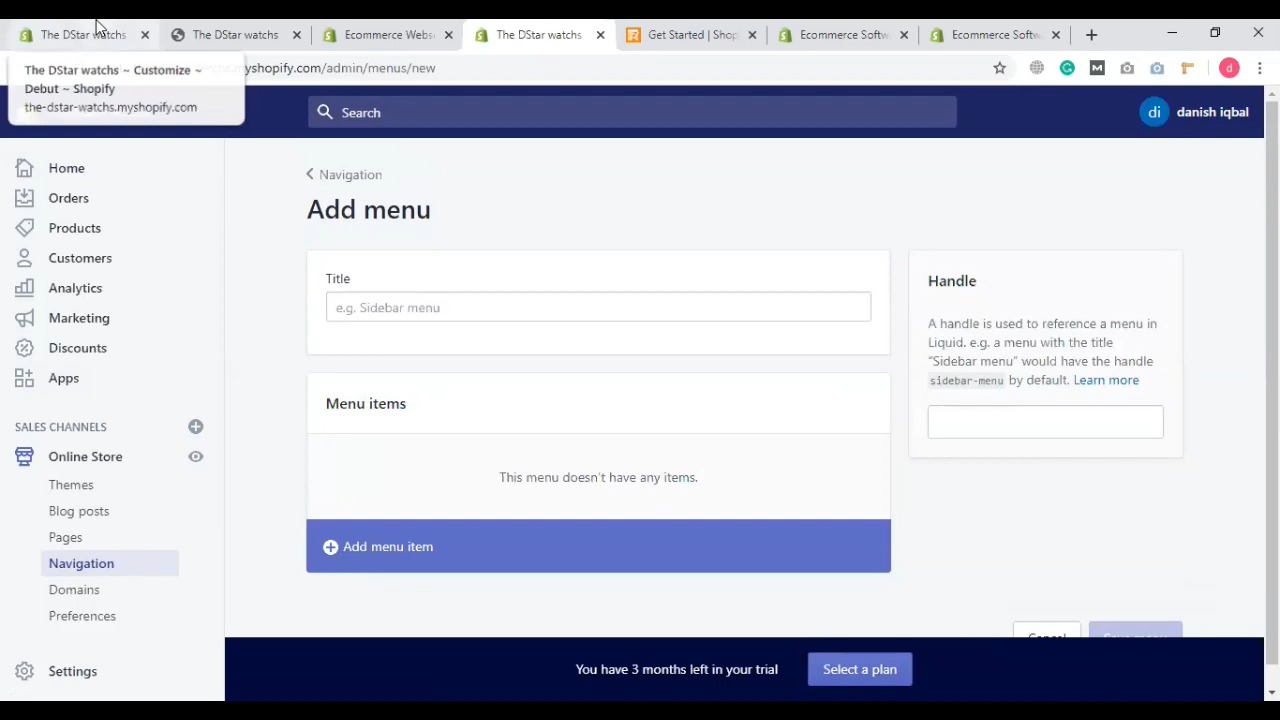 The DStar watchs
The DStar watchs
Ecommerce Webs
The DStar watchs
Get Started | Shop
Ecommerce Softw
Ecommerce Softw
.myshopify.com/admin/menus/new
d
The DStar watchs ~ Customize ~
Debut ~ Shopify
the-dstar-watchs.myshopify.com
Search
di
danish iqbal
Home
Orders
Products
Customers
Analytics
Marketing
Discounts
Apps
SALES CHANNELS
Online Store
Themes
Blog posts
Pages
Navigation
Domains
Preferences
Settings
Navigation
Add menu
Title
e.g. Sidebar menu
Menu items
This menu doesn't have any items.
Add menu item
Handle
A handle is used to reference a menu in
Liquid. e.g. a menu with the title
“Sidebar menu” would have the handle
sidebar-menu by default. Learn more
Cancel
Save menu
You have 3 months left in your trial
Select a plan